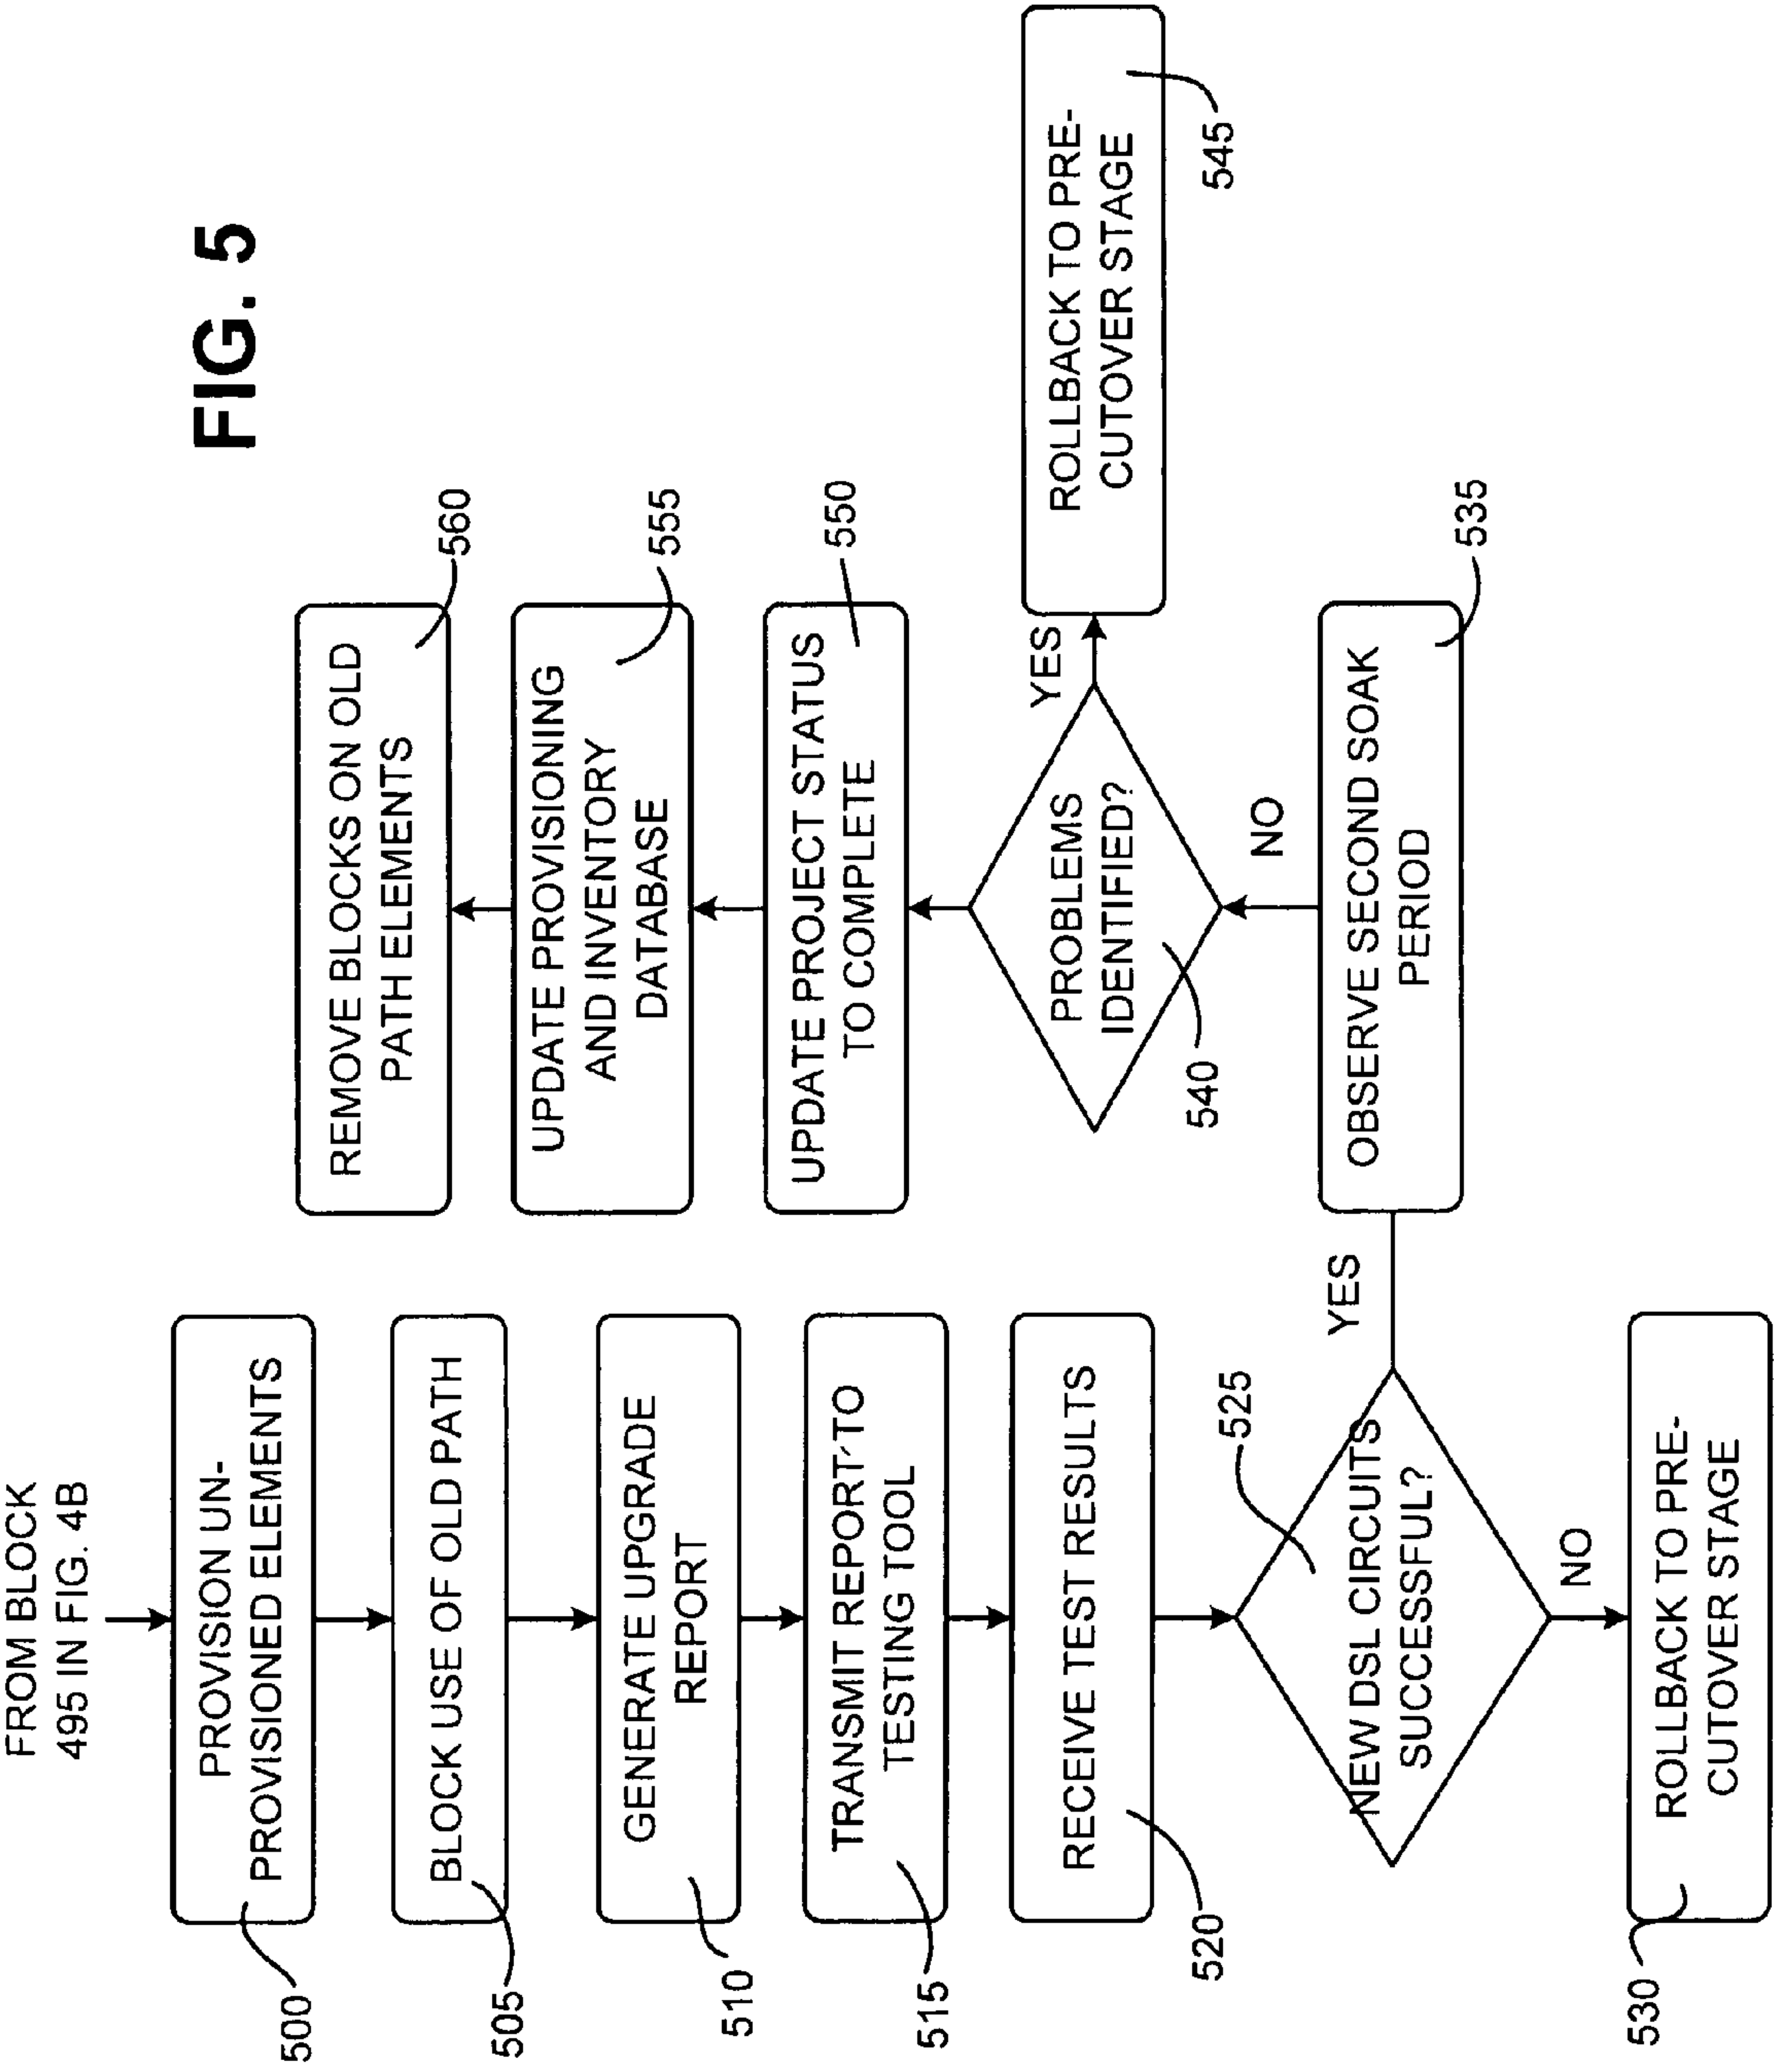 FIG. 5
FROM BLOCK
495 IN FIG. 4B
PROVISION UN-
PROVISIONED ELEMENTS
500
BLOCK USE OF OLD PATH
505
GENERATE UPGRADE
REPORT
510
TRANSMIT REPORT TO
TESTING TOOL
515
RECEIVE TEST RESULTS
520
NEW DSL CIRCUITS
SUCCESSFUL?
525
NO
ROLLBACK TO PRE-
CUTOVER STAGE
530
YES
OBSERVE SECOND SOAK
PERIOD
535
NO
PROBLEMS
IDENTIFIED?
540
YES
ROLLBACK TO PRE-
CUTOVER STAGE
545
UPDATE PROJECT STATUS
TO COMPLETE
550
UPDATE PROVISIONING
AND INVENTORY
DATABASE
555
REMOVE BLOCKS ON OLD
PATH ELEMENTS
560